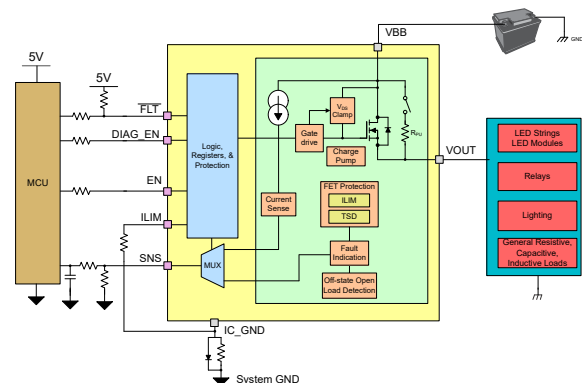 5V
5V
VBB
GND
MCU
FLT
DIAG_EN
EN
ILIM
SNS
Logic,
Registers, &
Protection
MUX
Current
Sense
Gate
drive
VDS
Clamp
Charge
Pump
RPU
FET Protection
ILIM
TSD
Fault
Indication
Off-state Open
Load Detection
VOUT
LED Strings
LED Modules
Relays
Lighting
General Resistive,
Capacitive,
Inductive Loads
IC_GND
System GND